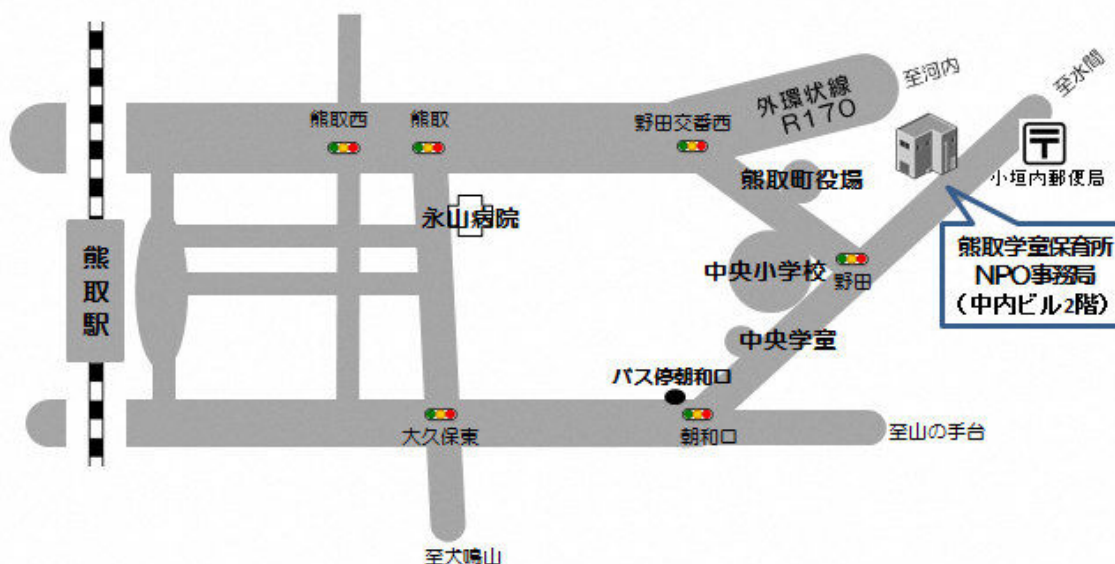 至水間
至河内
外環状線
R170
熊取西
熊取
野田交番西
熊取町役場
小垣内郵便局
永山病院
熊取駅
中央小学校
野田
熊取学童保育所
NPO事務局
(中内ビル2階)
中央学童
バス停朝和口
大久保東
朝和口
至山の手台
至犬鳴山